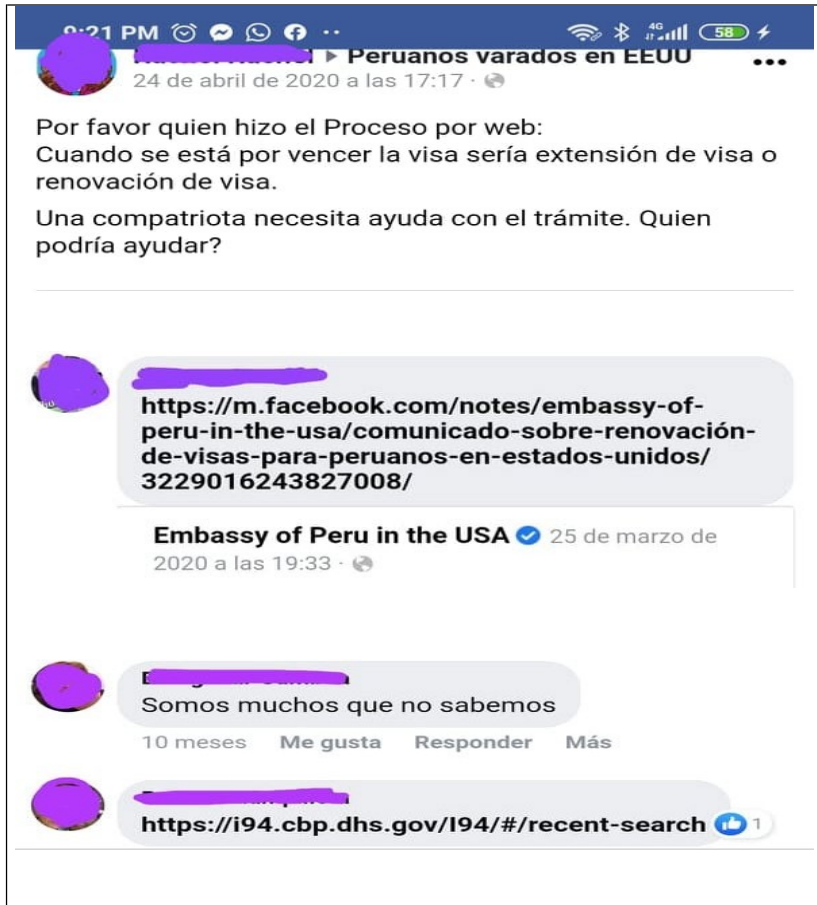 9:21 PM
4G 58
Peruanos varados en EEUU
24 de abril de 2020 a las 17:17 ·
Por favor quien hizo el Proceso por web:
Cuando se está por vencer la visa sería extensión de visa o
renovación de visa.
Una compatriota necesita ayuda con el trámite. Quien
podría ayudar?
https://m.facebook.com/notes/embassy-of-
peru-in-the-usa/comunicado-sobre-renovación-
de-visas-para-peruanos-en-estados-unidos/
3229016243827008/
Embassy of Peru in the USA 25 de marzo de
2020 a las 19:33 ·
Somos muchos que no sabemos
10 meses Me gusta Responder Más
https://i94.cbp.dhs.gov/I94/#/recent-search 1